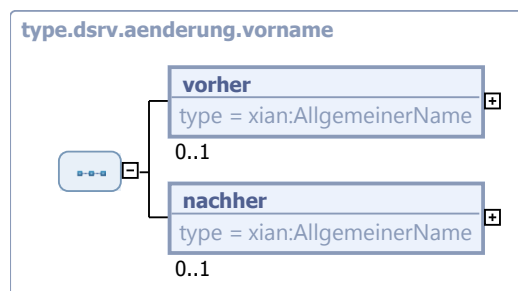 type.dsrv.aenderung.vorname
vorher
type = xian:AllgemeinerName
0..1
nachher
type = xian:AllgemeinerName
0..1